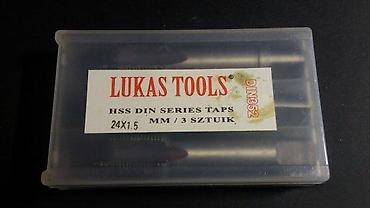 LUKAS TOOLS®
HSS DIN SERIES TAPS
24X1.5 MM / 3 SZTUIK
DIN352